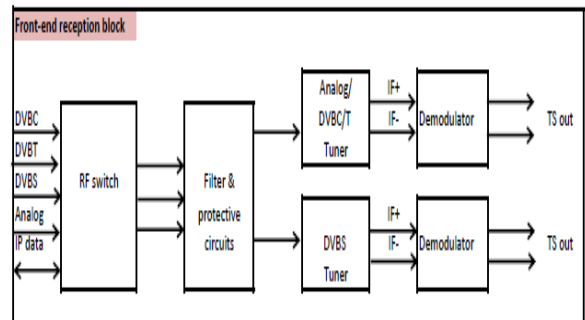 Front-end reception block
DVBC
DVBT
DVBS
Analog
IP data
RF switch
Filter &
protective
circuits
Analog/
DVBC/T
Tuner
IF+
IF-
Demodulator
TS out
DVBS
Tuner
IF+
IF-
Demodulator
TS out